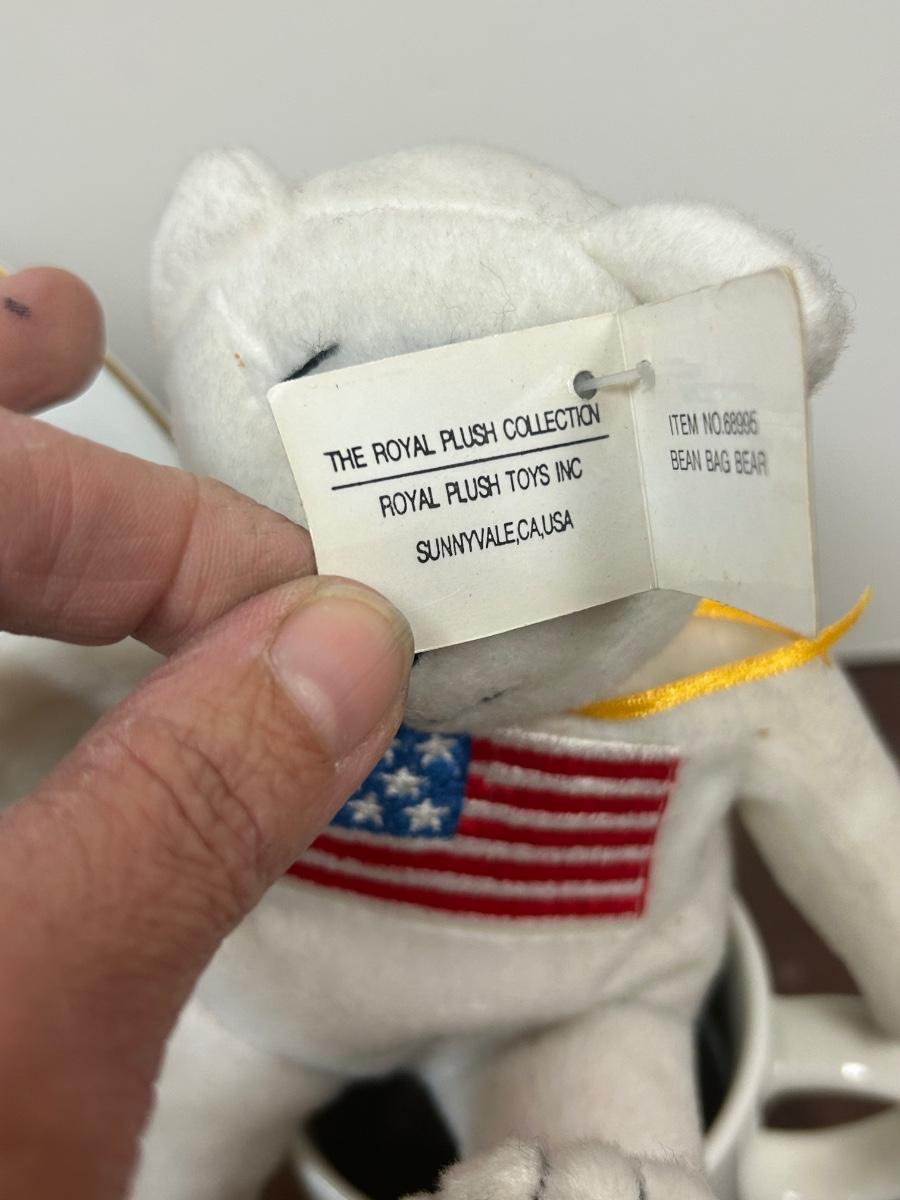 THE ROYAL PLUSH COLLECTION
ROYAL PLUSH TOYS INC
SUNNYVALE,CA,USA
ITEM NO.68995
BEAN BAG BEAR